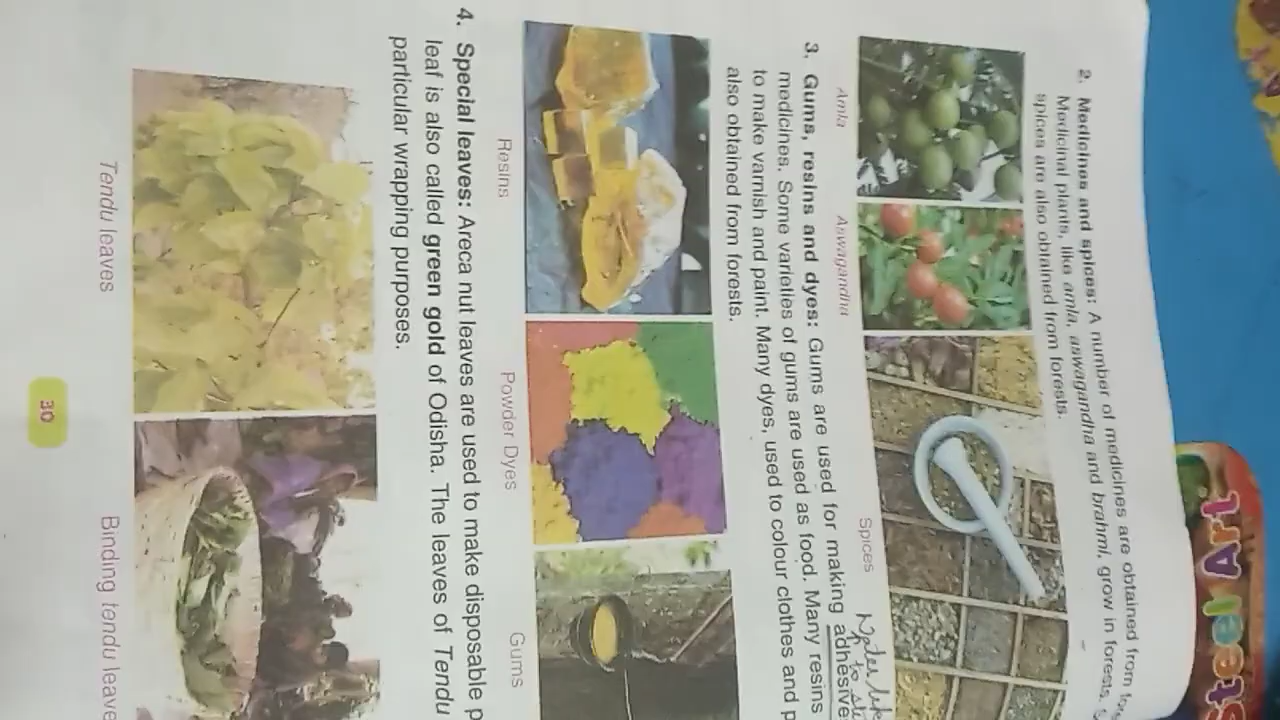 2. Medicines and spices: A number of medicines are obtained from
Medicinal plants, like amla, aswagandha and brahmi, grow in forests.
spices are also obtained from forests.
Amla Aswagandha Spices
3. Gums, resins and dyes: Gums are used for making adhesive
medicines. Some varieties of gums are used as food. Many resins
to make varnish and paint. Many dyes, used to colour clothes and
also obtained from forests.
Resins Powder Dyes Gums
4. Special leaves: Areca nut leaves are used to make disposable
leaf is also called green gold of Odisha. The leaves of Tendu
particular wrapping purposes.
Tendu leaves Binding tendu leave
30
Steel Art